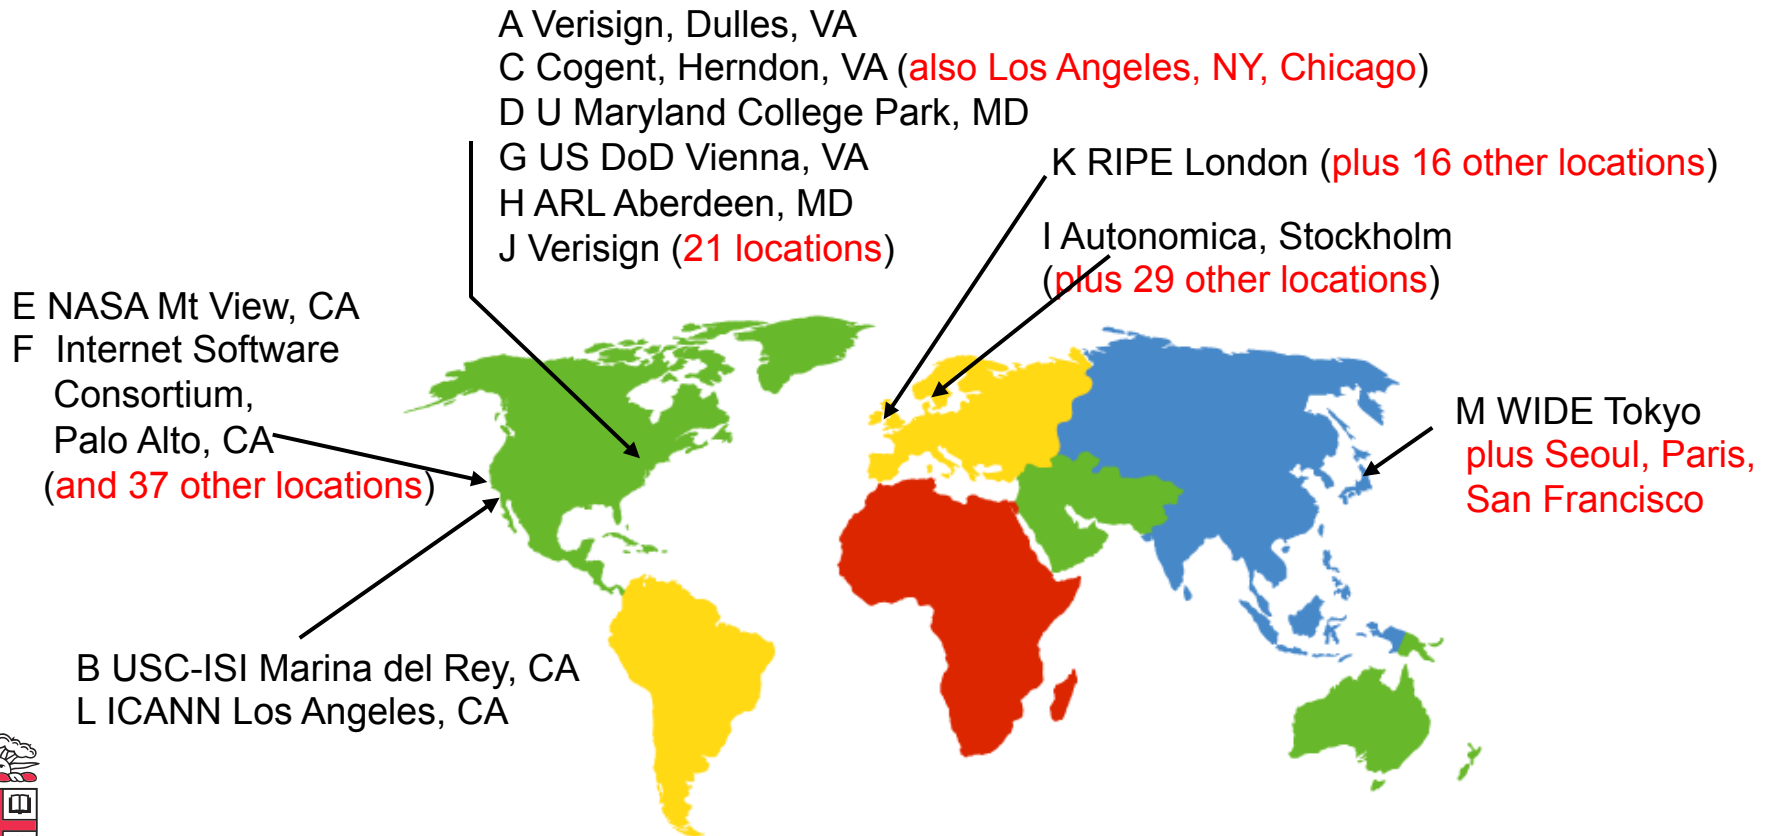 A Verisign, Dulles, VA
C Cogent, Herndon, VA (also Los Angeles, NY, Chicago)
D U Maryland College Park, MD
G US DoD Vienna, VA
H ARL Aberdeen, MD
J Verisign (21 locations)
K RIPE London (plus 16 other locations)
I Autonomica, Stockholm
(plus 29 other locations)
E NASA Mt View, CA
F Internet Software
Consortium,
Palo Alto, CA
(and 37 other locations)
M WIDE Tokyo
plus Seoul, Paris,
San Francisco
B USC-ISI Marina del Rey, CA
L ICANN Los Angeles, CA